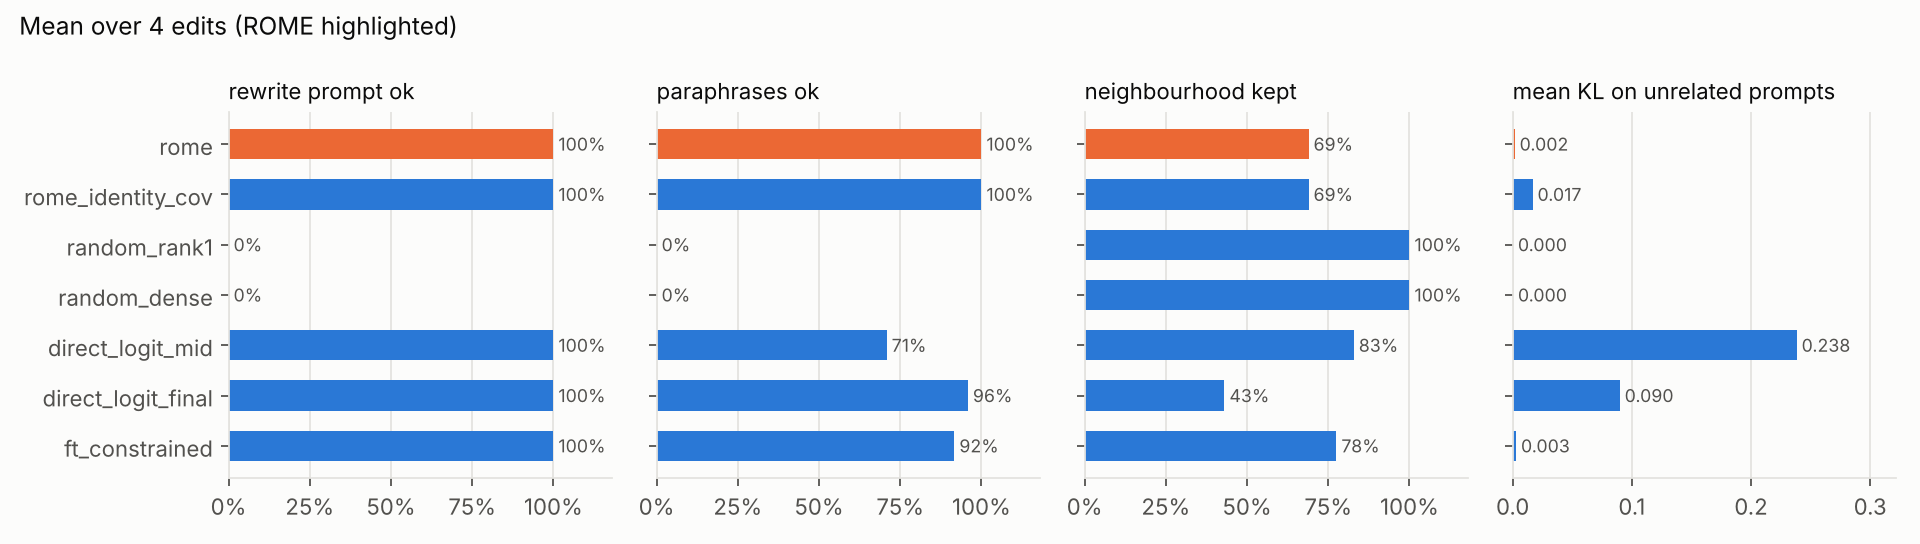 Mean over 4 edits (ROME highlighted)
rewrite prompt ok
paraphrases ok
neighbourhood kept
mean KL on unrelated prompts
rome 100% 100% 69% 0.002
rome_identity_cov 100% 100% 69% 0.017
random_rank1 0% 0% 100% 0.000
random_dense 0% 0% 100% 0.000
direct_logit_mid 100% 71% 83% 0.238
direct_logit_final 100% 96% 43% 0.090
ft_constrained 100% 92% 78% 0.003
0% 25% 50% 75% 100% 0% 25% 50% 75% 100% 0% 25% 50% 75% 100% 0.0 0.1 0.2 0.3